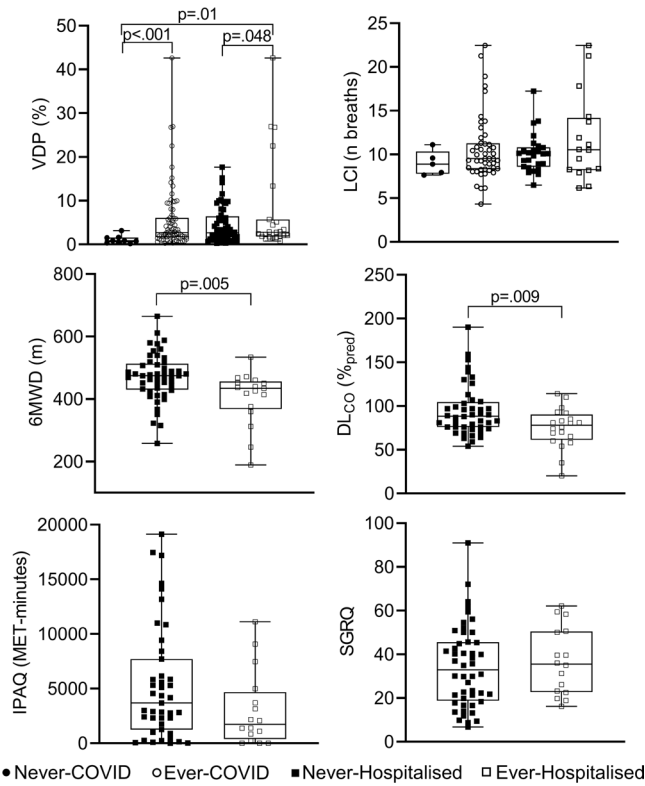 p=.01
p<.001
p=.048
VDP (%)
50
40
30
20
10
0
LCI (n breaths)
25
20
15
10
5
0
p=.005
6MWD (m)
800
600
400
200
p=.009
DLCO (%pred)
250
200
150
100
50
0
IPAQ (MET-minutes)
20000
15000
10000
5000
0
SGRQ
100
80
60
40
20
0
Never-COVID Ever-COVID Never-Hospitalised Ever-Hospitalised